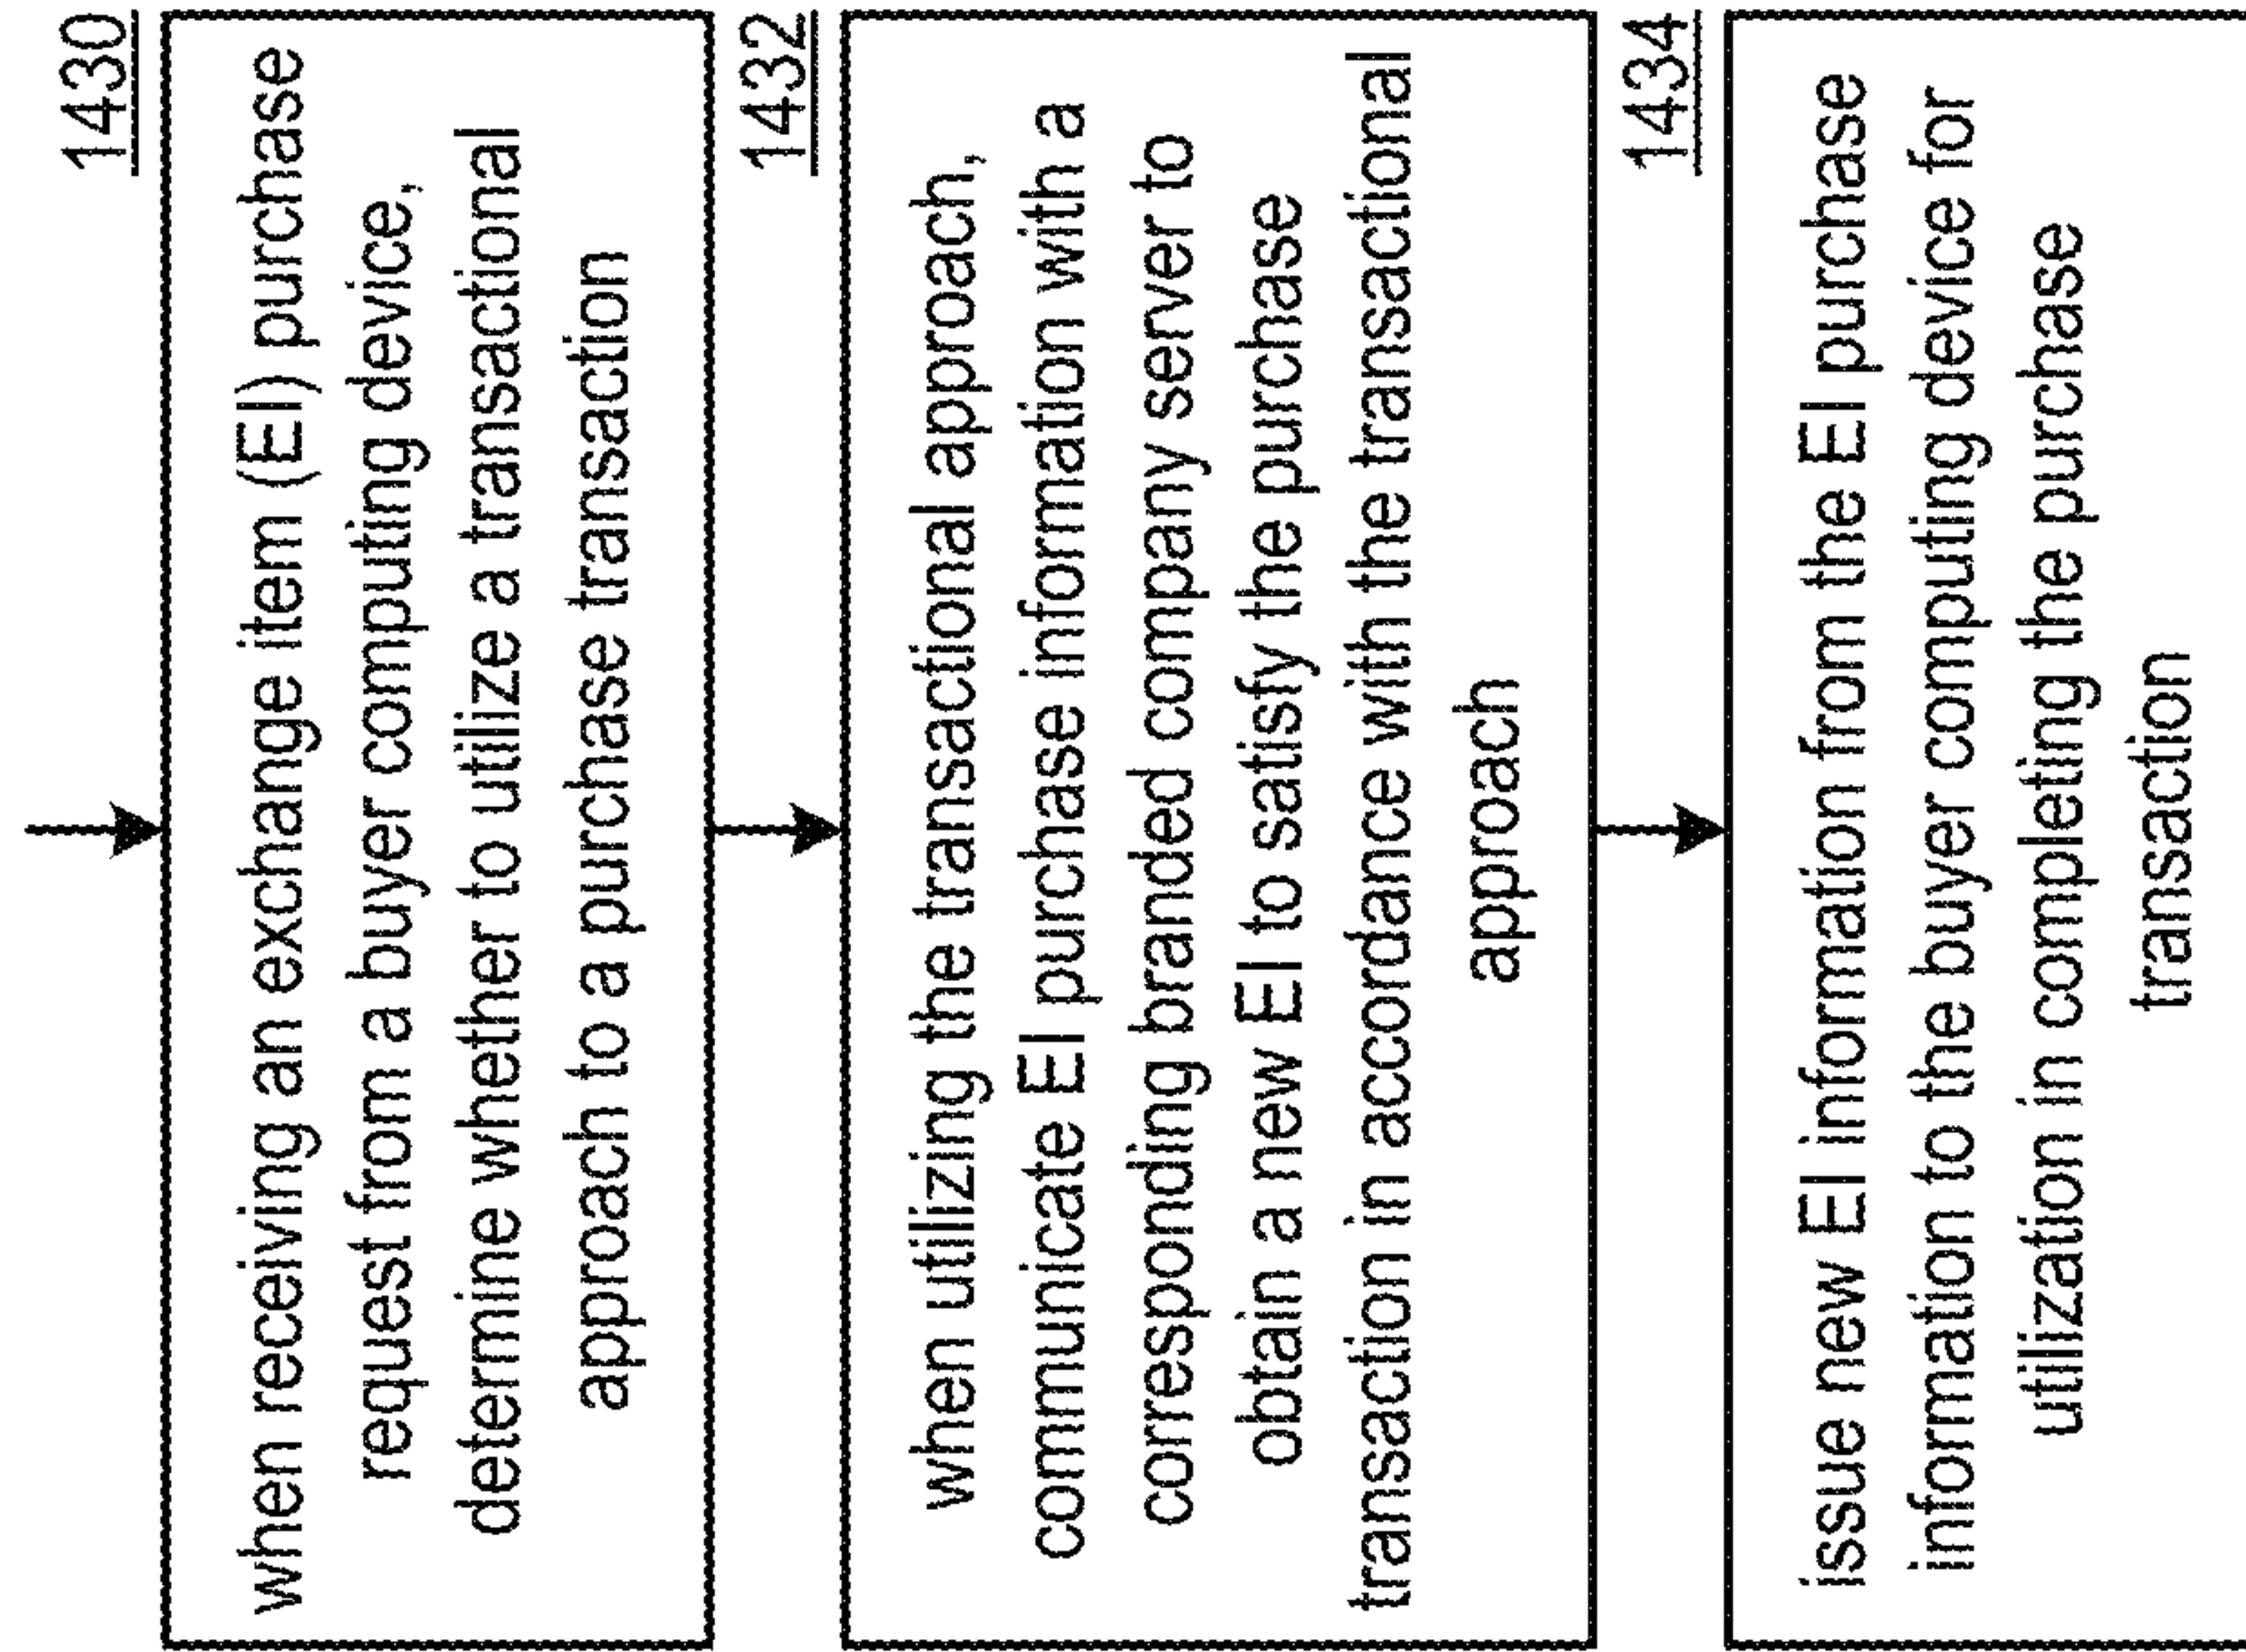 1430
when receiving an exchange item (EI) purchase
request from a buyer computing device,
determine whether to utilize a transactional
approach to a purchase transaction
1432
when utilizing the transactional approach,
communicate EI purchase information with a
corresponding branded company server to
obtain a new EI to satisfy the purchase
transaction in accordance with the transactional
approach
1434
issue new EI information from the EI purchase
information to the buyer computing device for
utilization in completing the purchase
transaction